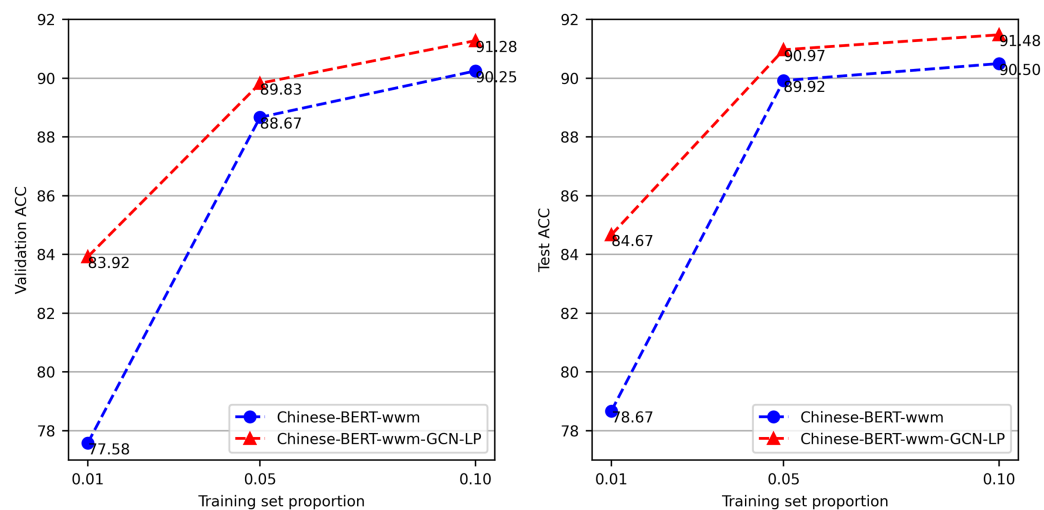 92
90
88
86
84
82
80
78
Validation ACC
83.92
89.83
91.28
77.58
88.67
90.25
Chinese-BERT-wwm
Chinese-BERT-wwm-GCN-LP
0.01 0.05 0.10
Training set proportion
92
90
88
86
84
82
80
78
Test ACC
84.67
90.97
91.48
78.67
89.92
90.50
Chinese-BERT-wwm
Chinese-BERT-wwm-GCN-LP
0.01 0.05 0.10
Training set proportion